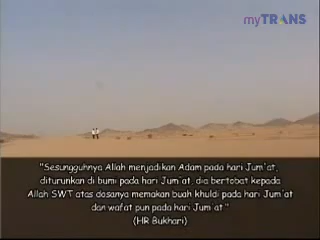 myTRANS
"Sesungguhnya Allah menjadikan Adam pada hari Jum'at,
diturunkan di bumi pada hari Jum'at, dia bertobat kepada
Allah SWT atas dosanya memakan buah khuldi pada hari Jum'at
dan wafat pun pada hari Jum'at."
(HR Bukhari)